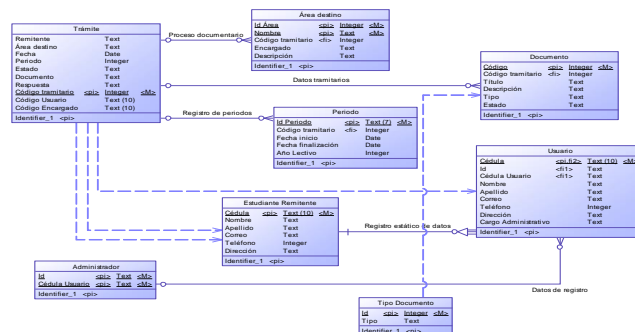 Trámite
Remitente Text
Área destino Text
Fecha Date
Periodo Integer
Estado Text
Documento Text
Respuesta Text
Código tramitario <pi> Integer <M>
Código Usuario Text (10)
Código Encargado Text (10)
Identifier_1 <pi>
Proceso documentario
Área destino
Id Área <pi> Integer <M>
Nombre <pi> Text <M>
Código tramitario <fi> Integer
Encargado Text
Descripción Text
Identifier_1 <pi>
Datos tramitarios
Documento
Código <pi> Integer <M>
Código tramitario <fi> Integer
Título Text
Descripción Text
Tipo Text
Estado Text
Identifier_1 <pi>
Registro de periodos
Periodo
Id Periodo <pi> Text (7) <M>
Código tramitario <fi> Integer
Fecha inicio Date
Fecha finalización Date
Año Lectivo Integer
Identifier_1 <pi>
Usuario
Cédula <pi,fi2> Text (10) <M>
Id <fi1> Text
Cédula Usuario <fi1> Text
Nombre Text
Apellido Text
Correo Text
Teléfono Integer
Dirección Text
Cargo Administrativo Text
Identifier_1 <pi>
Estudiante Remitente
Cédula <pi> Text (10) <M>
Nombre Text
Apellido Text
Correo Text
Teléfono Integer
Dirección Text
Identifier_1 <pi>
Registro estático de datos
Administrador
Id <pi> Text <M>
Cédula Usuario <pi> Text <M>
Identifier_1 <pi>
Datos de registro
Tipo Documento
Id <pi> Integer <M>
Tipo Text
Identifier_1 <pi>